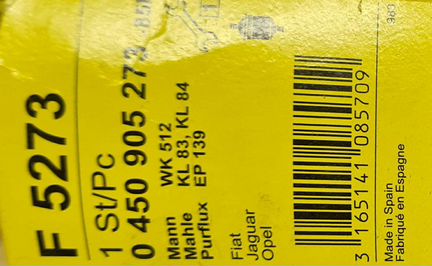 F 5273
1 St/Pc
0 450 905 273
Mann WK 512
Mahle KL 83, KL 84
Purflux EP 139
Fiat
Jaguar
Opel
3 165141 085709
Made in Spain
Fabriqué en Espagne